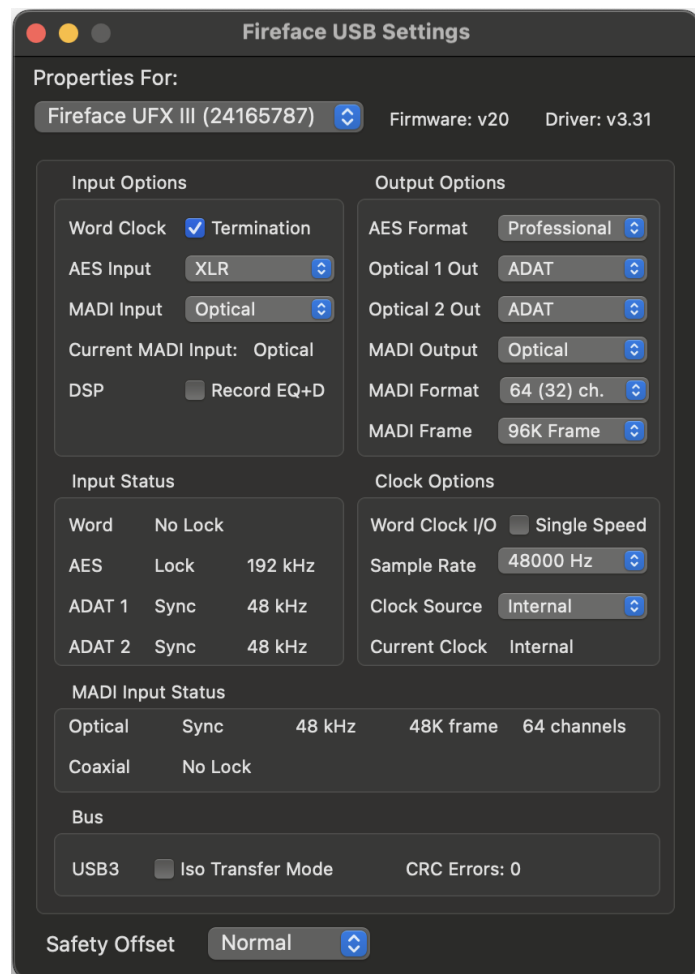 Fireface USB Settings
Properties For:
Fireface UFX III (24165787) Firmware: v20 Driver: v3.31
Input Options
Word Clock Termination
AES Input XLR
MADI Input Optical
Current MADI Input: Optical
DSP Record EQ+D
Output Options
AES Format Professional
Optical 1 Out ADAT
Optical 2 Out ADAT
MADI Output Optical
MADI Format 64 (32) ch.
MADI Frame 96K Frame
Input Status
Word No Lock
AES Lock 192 kHz
ADAT 1 Sync 48 kHz
ADAT 2 Sync 48 kHz
Clock Options
Word Clock I/O Single Speed
Sample Rate 48000 Hz
Clock Source Internal
Current Clock Internal
MADI Input Status
Optical Sync 48 kHz 48K frame 64 channels
Coaxial No Lock
Bus
USB3 Iso Transfer Mode CRC Errors: 0
Safety Offset Normal